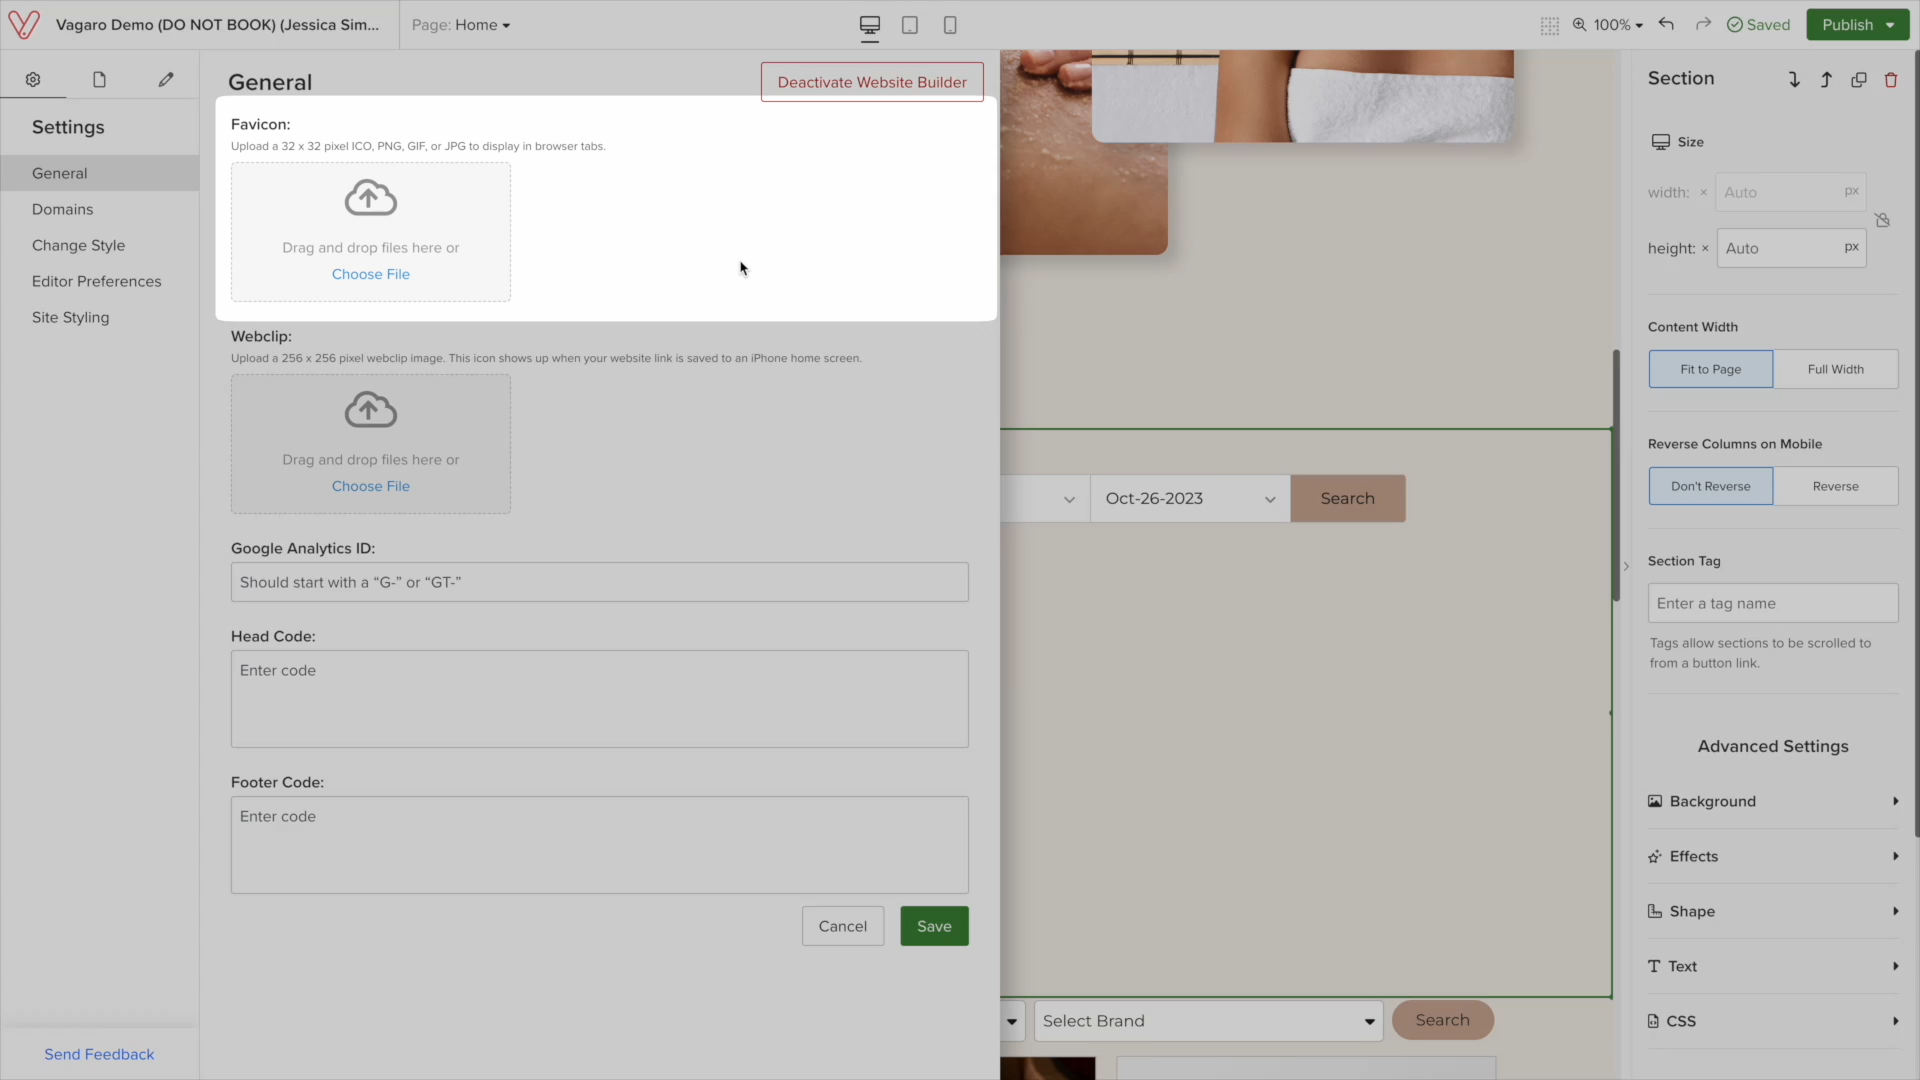 Vagaro Demo (DO NOT BOOK) (Jessica Sim...
Page: Home
100%
Saved
Publish
Settings
General
Domains
Change Style
Editor Preferences
Site Styling
Send Feedback
General
Deactivate Website Builder
Favicon:
Upload a 32 x 32 pixel ICO, PNG, GIF, or JPG to display in browser tabs.
Drag and drop files here or
Choose File
Webclip:
Upload a 256 x 256 pixel webclip image. This icon shows up when your website link is saved to an iPhone home screen.
Drag and drop files here or
Choose File
Google Analytics ID:
Should start with a “G-” or “GT-”
Head Code:
Enter code
Footer Code:
Enter code
Cancel
Save
Oct-26-2023
Search
Select Brand
Search
Section
Size
width: × Auto px
height: × Auto px
Content Width
Fit to Page
Full Width
Reverse Columns on Mobile
Don't Reverse
Reverse
Section Tag
Enter a tag name
Tags allow sections to be scrolled to
from a button link.
Advanced Settings
Background
Effects
Shape
Text
CSS